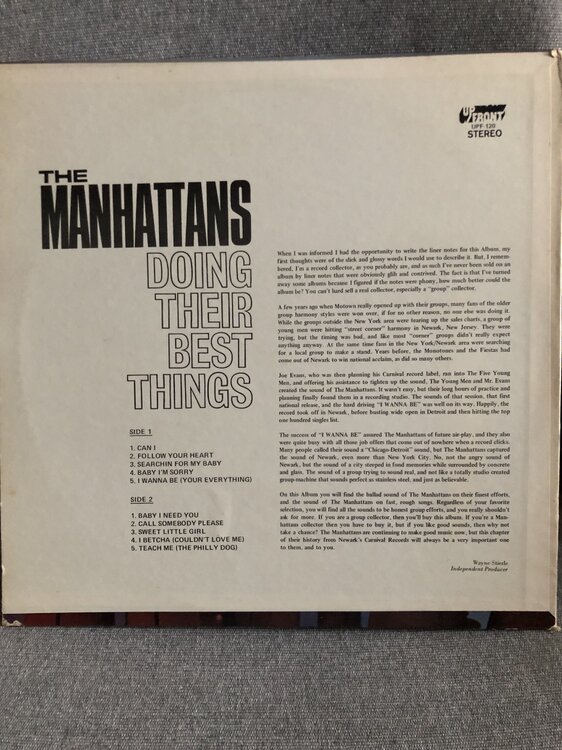 UP FRONT
UPF 120
STEREO
THE
MANHATTANS
DOING
THEIR
BEST
THINGS
SIDE 1
1. CAN I
2. FOLLOW YOUR HEART
3. SEARCHIN FOR MY BABY
4. BABY I'M SORRY
5. I WANNA BE (YOUR EVERYTHING)
SIDE 2
1. BABY I NEED YOU
2. CALL SOMEBODY PLEASE
3. SWEET LITTLE GIRL
4. I BETCHA (COULDN'T LOVE ME)
5. TEACH ME (THE PHILLY DOG)
When I was informed I had the opportunity to write the liner notes for this Album, my
first thoughts were of the slick and glossy words I would use to describe it. But, I remem-
bered, I'm a record collector, as you probably are, and as such I've never been sold on an
album by liner notes that were obviously glib and contrived. The fact is that I've turned
away some albums because I figured if the notes were phony, how much better could the
album be? You can't hard sell a real collector, especially a "group" collector.
A few years ago when Motown really opened up with their groups, many fans of the older
group harmony styles were won over, if for no other reason, no one else was doing it.
While the groups outside the New York area were tearing up the sales charts, a group of
young men were hitting "street corner" harmony in Newark, New Jersey. They were
trying, but the timing was bad, and like most "corner" groups didn't really expect
anything anyway. At the same time fans in the New York/Newark area were searching
for a local group to make a stand. Years before, the Monotones and the Fiestas had
come out of Newark to win national acclaim, as did so many others.
Joe Evans, who was then planning his Carnival record label, ran into The Five Young
Men, and offering his assistance to tighten up the sound. The Young Men and Mr. Evans
created the sound of The Manhattans. It wasn't easy, but their long hours of practice and
planning finally found them in a recording studio. The sounds of that session, that first
national release, and the hard driving "I WANNA BE" was well on its way. Happily, the
record took off in Newark, before busting wide open in Detroit and then hitting the top
one hundred singles list.
The success of "I WANNA BE" assured The Manhattans of future air-play, and they also
were quite busy with all those job offers that come out of nowhere when a record clicks.
Many people called their sound a "Chicago-Detroit" sound, but The Manhattans captured
the sound of Newark, even more than New York City. No, not the angry sound of
Newark, but the sound of a city steeped in fond memories while surrounded by concrete
and glass. The sound of a group trying to sound real, and not like a totally studio created
group-machine that sounds perfect as stainless steel, and just as believable.
On this Album you will find the ballad sound of The Manhattans on their finest efforts,
and the sound of The Manhattans on fast, rough songs. Regardless of your favorite
selection, you will find all the sounds to be honest group efforts, and you really shouldn't
ask for more. If you are a group collector, then you'll buy this album. If you're a Man-
hattans collector then you have to buy it, but if you like good sounds, then why not
take a chance? The Manhattans are continuing to make good music now, but this chapter
of their history from Newark's Carnival Records will always be a very important one
to them, and to you.
Wayne Stierle
Independent Producer